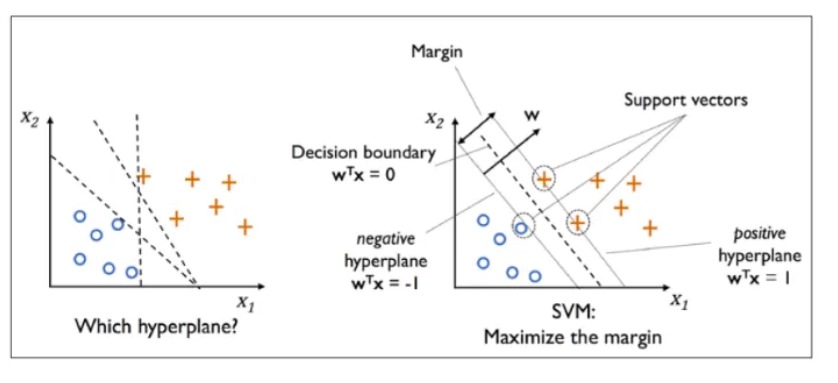 x₂
x₁
Which hyperplane?
Margin
x₂
w
Support vectors
Decision boundary
wᵀx = 0
negative
hyperplane
wᵀx = -1
positive
hyperplane
wᵀx = 1
x₁
SVM:
Maximize the margin